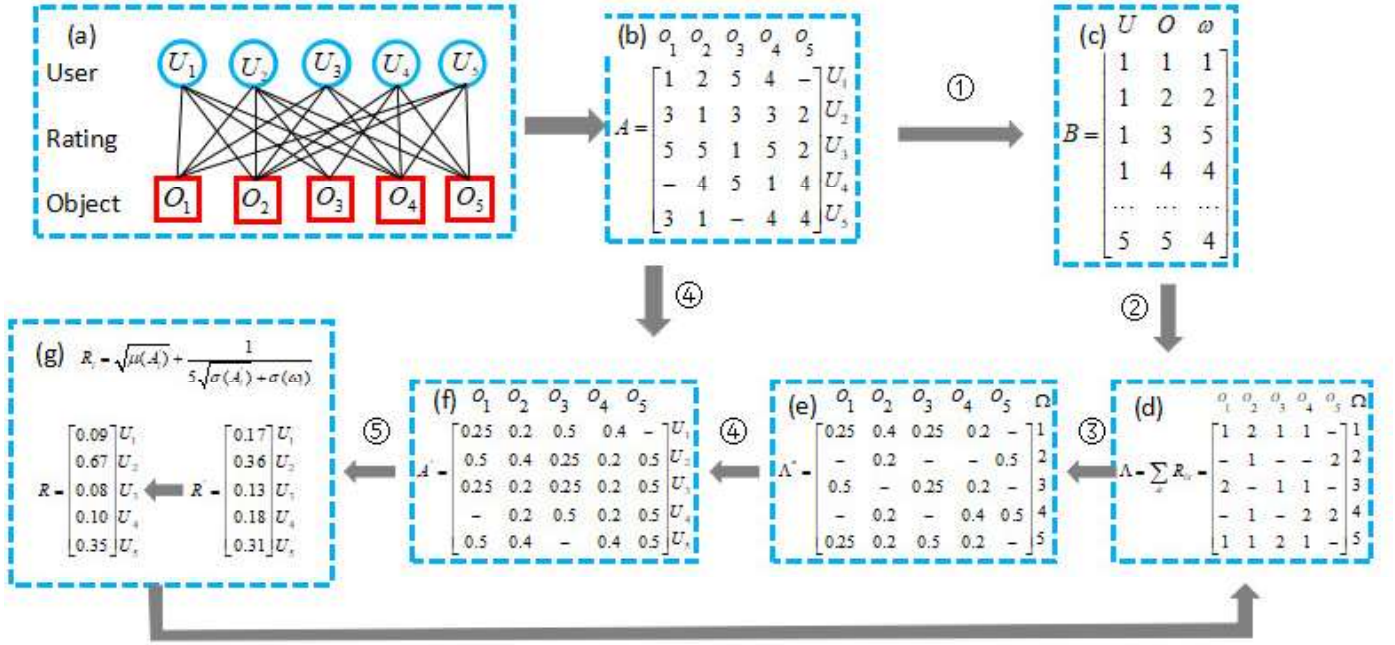 (a)
User U₁ U₂ U₃ U₄ U₅
Rating
Object O₁ O₂ O₃ O₄ O₅
(b) O₁ O₂ O₃ O₄ O₅
A =
1 2 5 4 – U₁
3 1 3 3 2 U₂
5 5 1 5 2 U₃
– 4 5 1 4 U₄
3 1 – 4 4 U₅
①
(c) U O ω
B =
1 1 1
1 2 2
1 3 5
1 4 4
... ...
5 5 4
②
④
(d) O₁ O₂ O₃ O₄ O₅ Ω
Λ = ∑ R =
1 2 1 1 – 1
– 1 – – 2 2
2 – 1 1 – 3
– 1 – 2 2 4
1 1 2 1 – 5
③
(e) O₁ O₂ O₃ O₄ O₅ Ω
Λ* =
0.25 0.4 0.25 0.2 – 1
– 0.2 – – 0.5 2
0.5 – 0.25 0.2 – 3
– 0.2 – 0.4 0.5 4
0.25 0.2 0.5 0.2 – 5
④
(f) O₁ O₂ O₃ O₄ O₅
A' =
0.25 0.2 0.5 0.4 – U₁
0.5 0.4 0.25 0.2 0.5 U₂
0.25 0.2 0.25 0.2 0.5 U₃
– 0.2 0.5 0.2 0.5 U₄
0.5 0.4 – 0.4 0.5 U₅
⑤
(g) Rᵢ = √μ(A'ᵢ) + 1 / 5√σ(A'ᵢ) + σ(ωᵢ)
R =
0.09 U₁
0.67 U₂
0.08 U₃
0.10 U₄
0.35 U₅
R' =
0.17 U₁
0.36 U₂
0.13 U₃
0.18 U₄
0.31 U₅